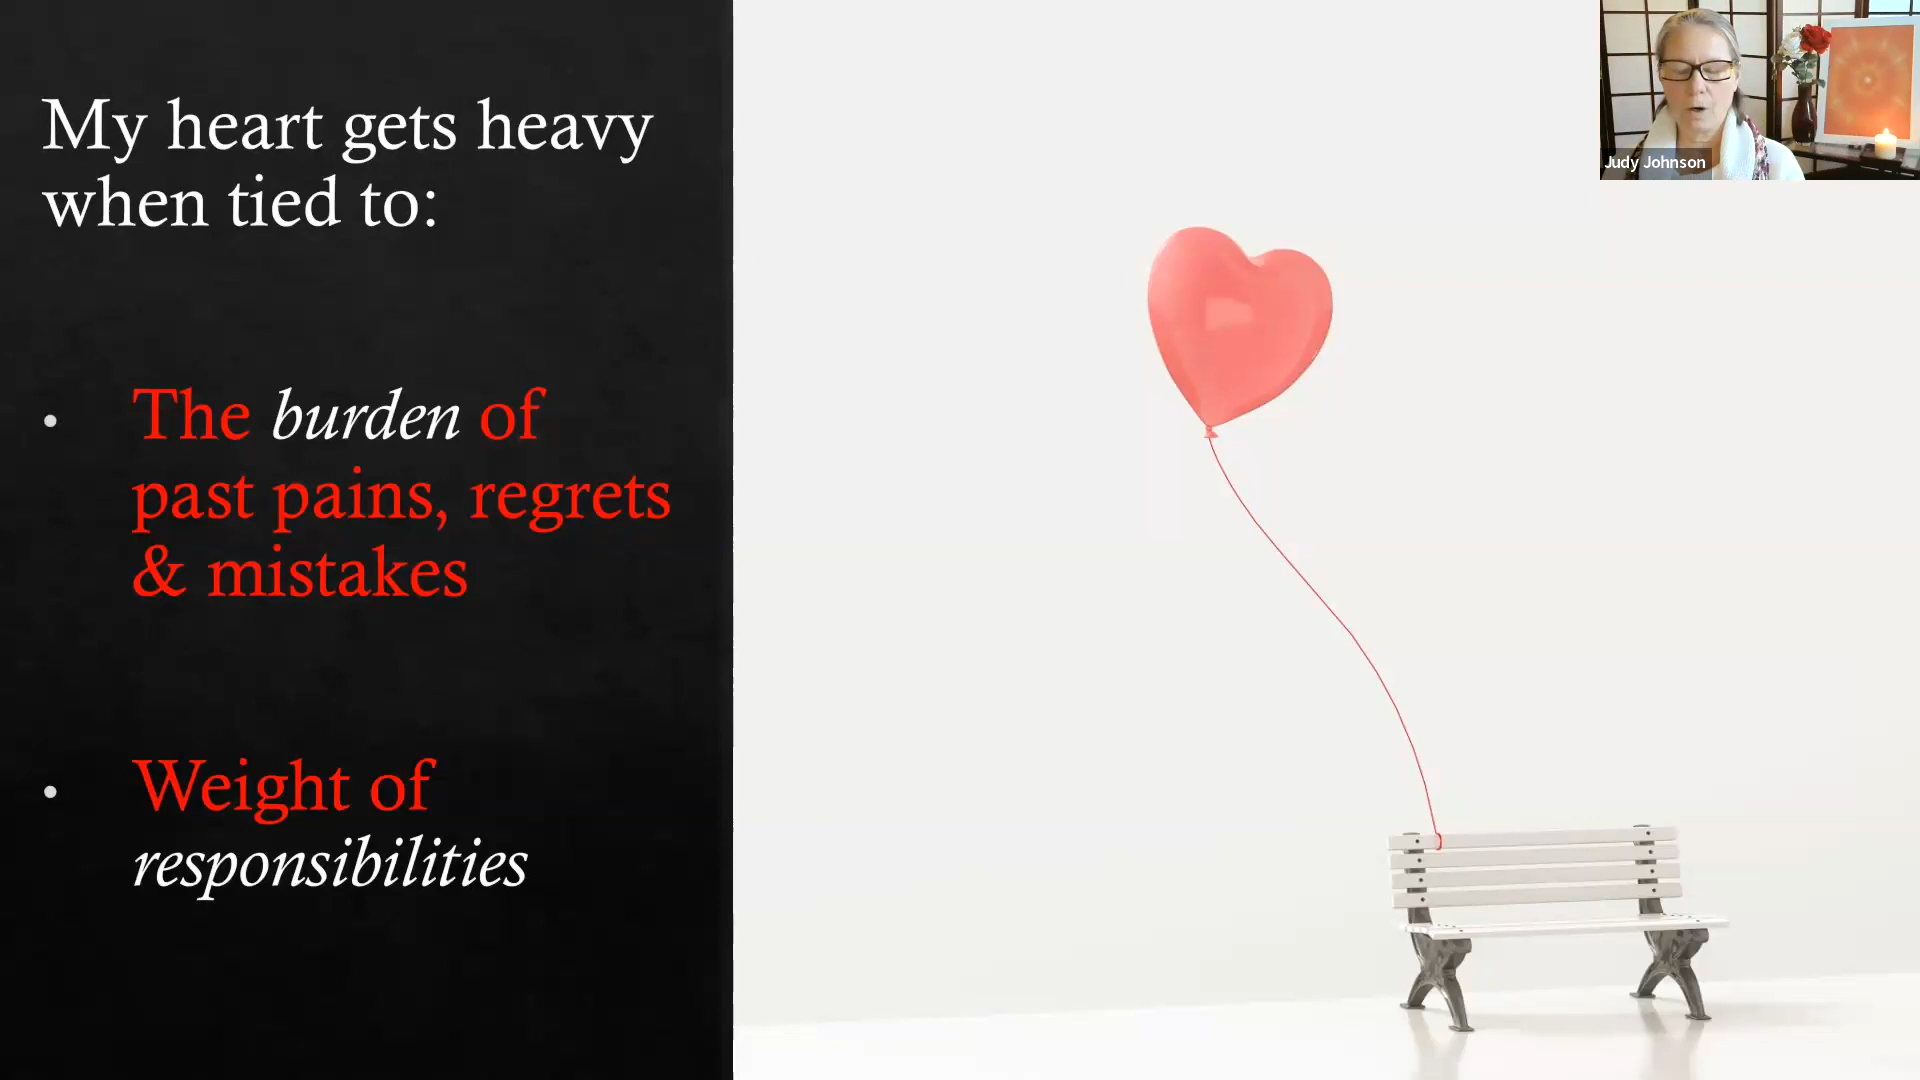 My heart gets heavy
when tied to:
• The burden of
past pains, regrets
& mistakes
• Weight of
responsibilities
Judy Johnson